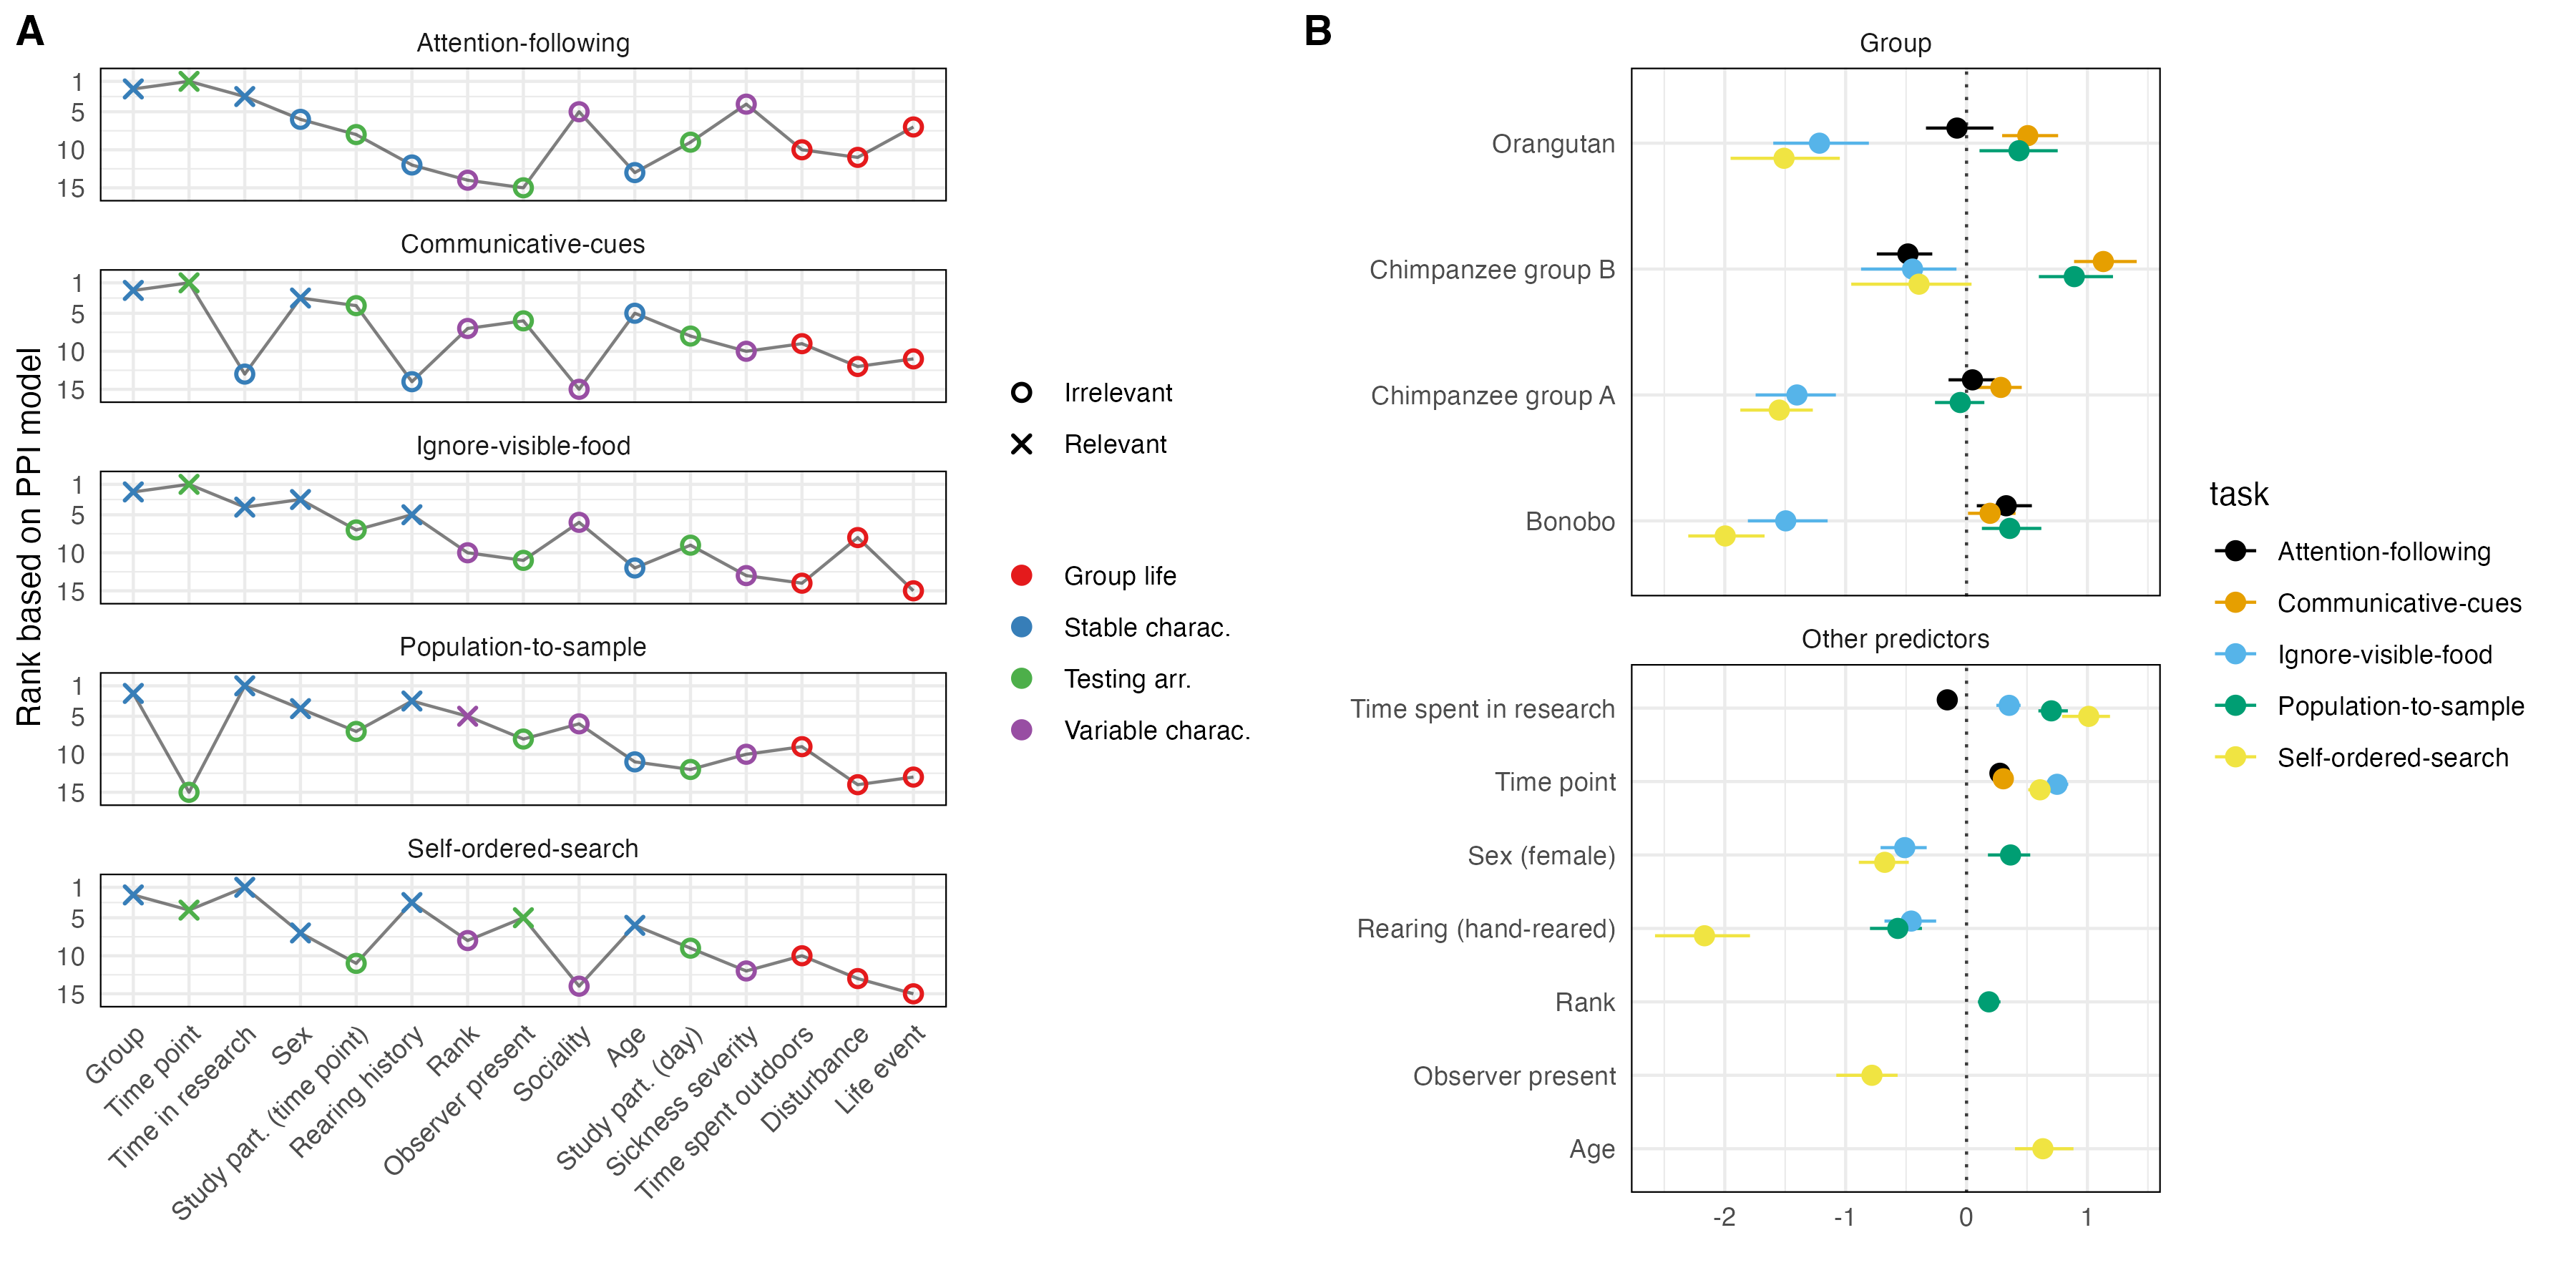 A
Rank based on PPI model
Attention-following
1
5
10
15
Communicative-cues
1
5
10
15
Ignore-visible-food
1
5
10
15
Population-to-sample
1
5
10
15
Self-ordered-search
1
5
10
15
Group
Time point
Time in research
Sex
Study part. (time point)
Rearing history
Rank
Observer present
Sociality
Age
Study part. (day)
Sickness severity
Time spent outdoors
Disturbance
Life event
Irrelevant
Relevant
Group life
Stable charac.
Testing arr.
Variable charac.
B
Group
Orangutan
Chimpanzee group B
Chimpanzee group A
Bonobo
Other predictors
Time spent in research
Time point
Sex (female)
Rearing (hand-reared)
Rank
Observer present
Age
-2 -1 0 1
task
Attention-following
Communicative-cues
Ignore-visible-food
Population-to-sample
Self-ordered-search